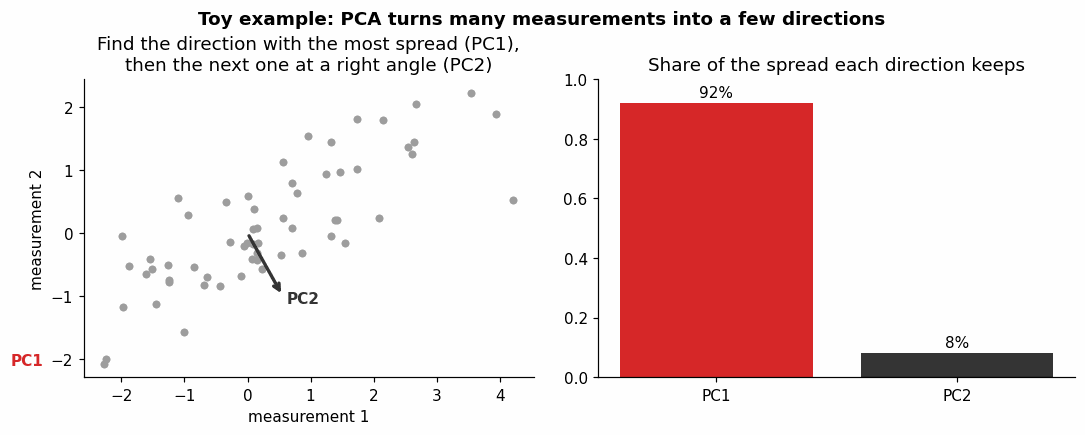 Toy example: PCA turns many measurements into a few directions
Find the direction with the most spread (PC1),
then the next one at a right angle (PC2)
measurement 2
2
1
0
−1
−2
PC1
PC2
−2
−1
0
1
2
3
4
measurement 1
Share of the spread each direction keeps
1.0
0.8
0.6
0.4
0.2
0.0
92%
8%
PC1
PC2